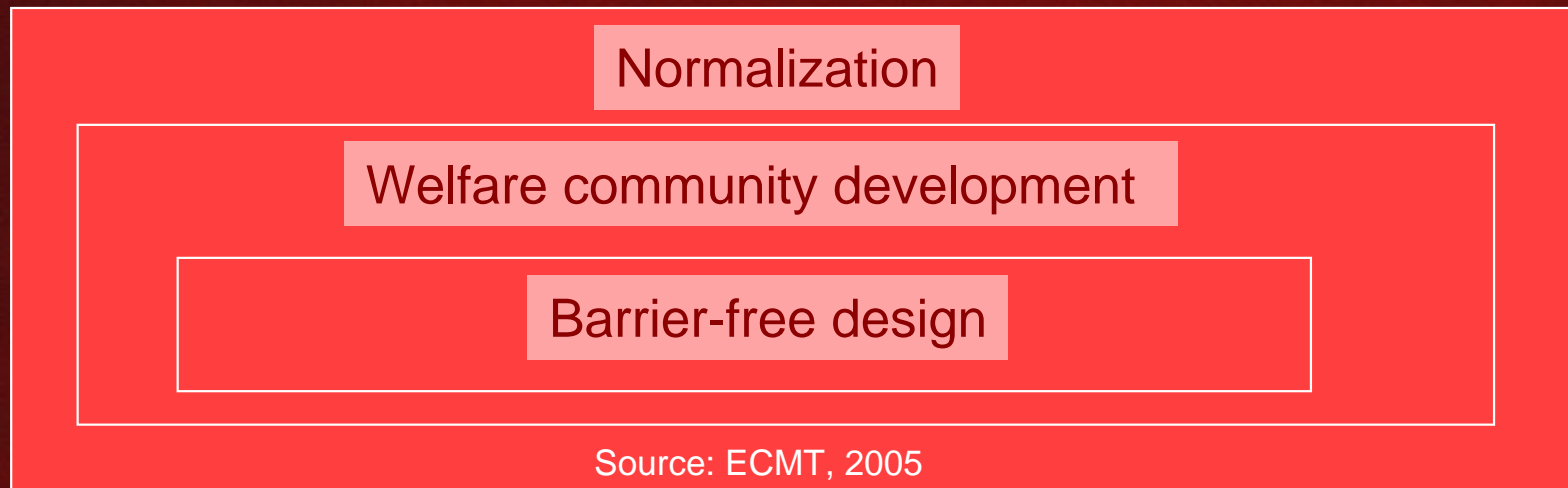 Normalization
Welfare community development
Barrier-free design
Source: ECMT, 2005